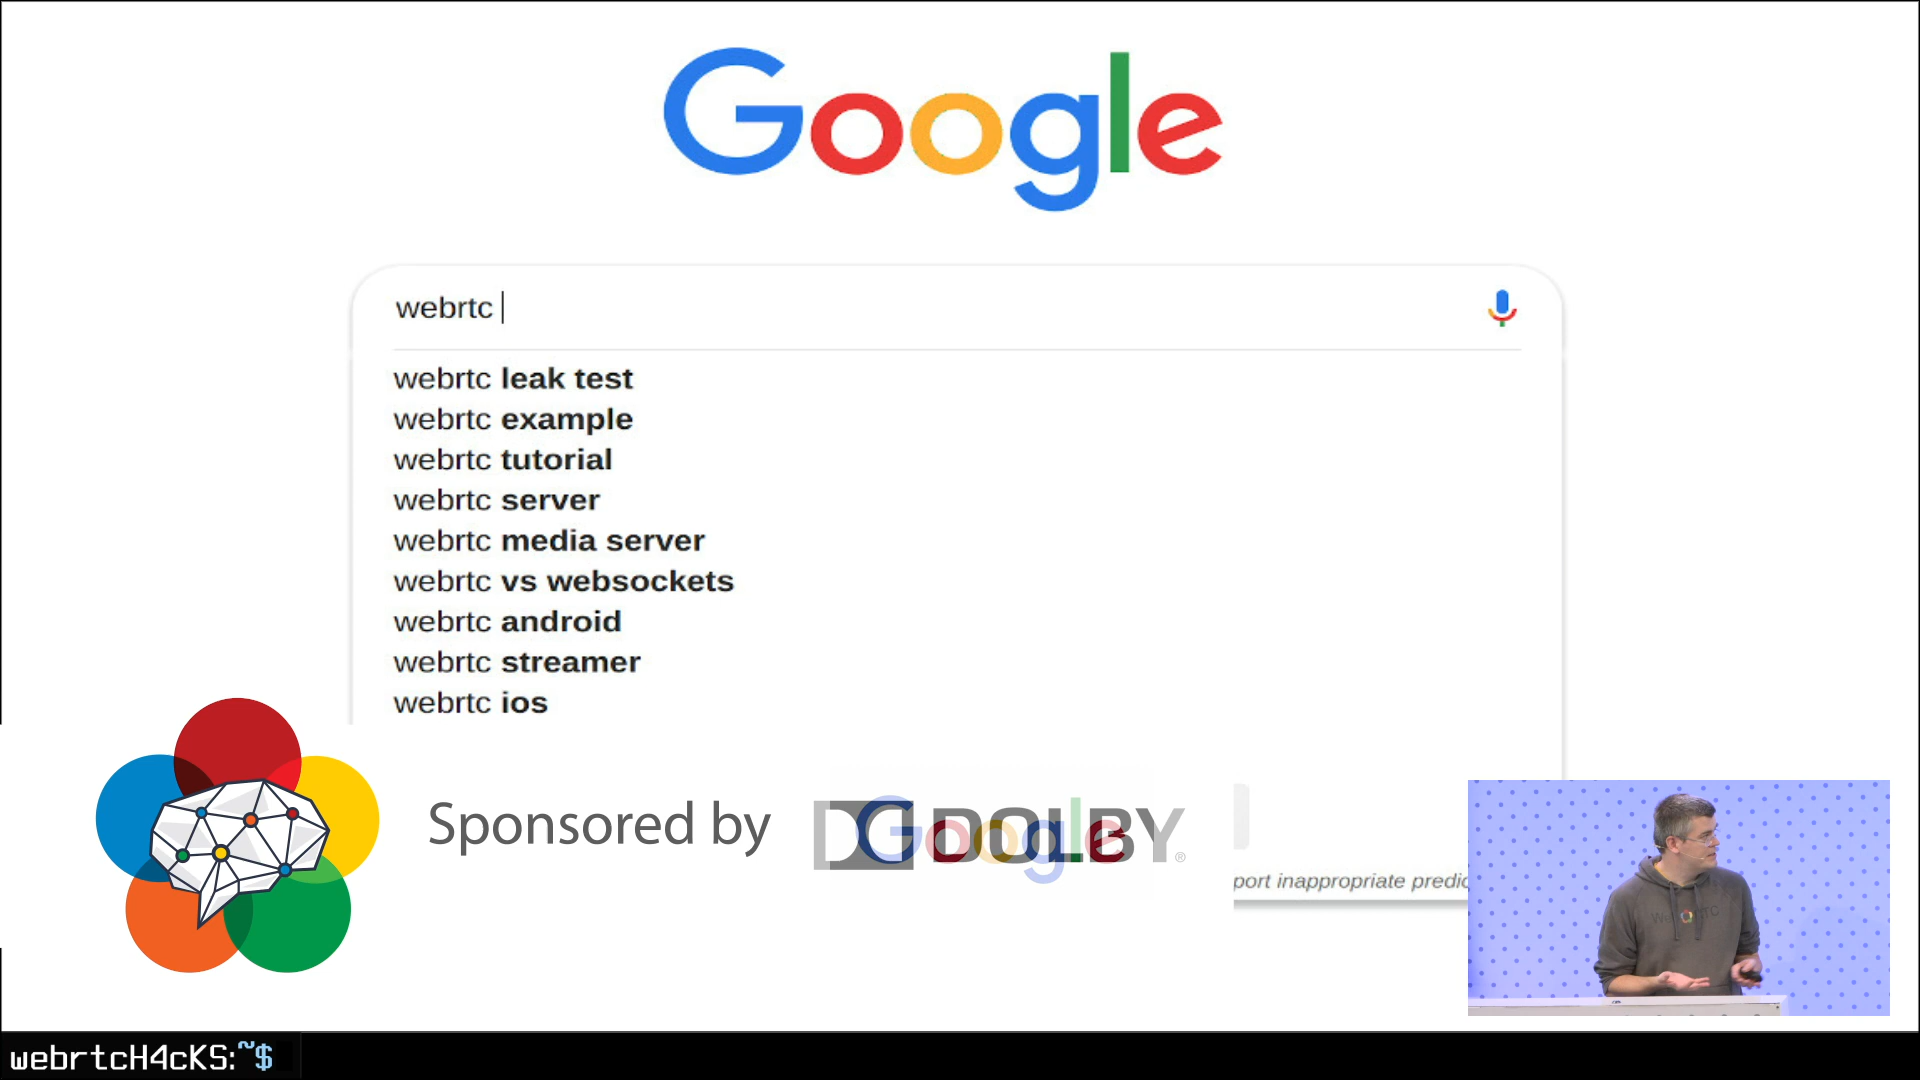 Google
webrtc
webrtc leak test
webrtc example
webrtc tutorial
webrtc server
webrtc media server
webrtc vs websockets
webrtc android
webrtc streamer
webrtc ios
Sponsored by
Google
DOLBY®
port inappropriate predic
webrtcH4cKS:~$